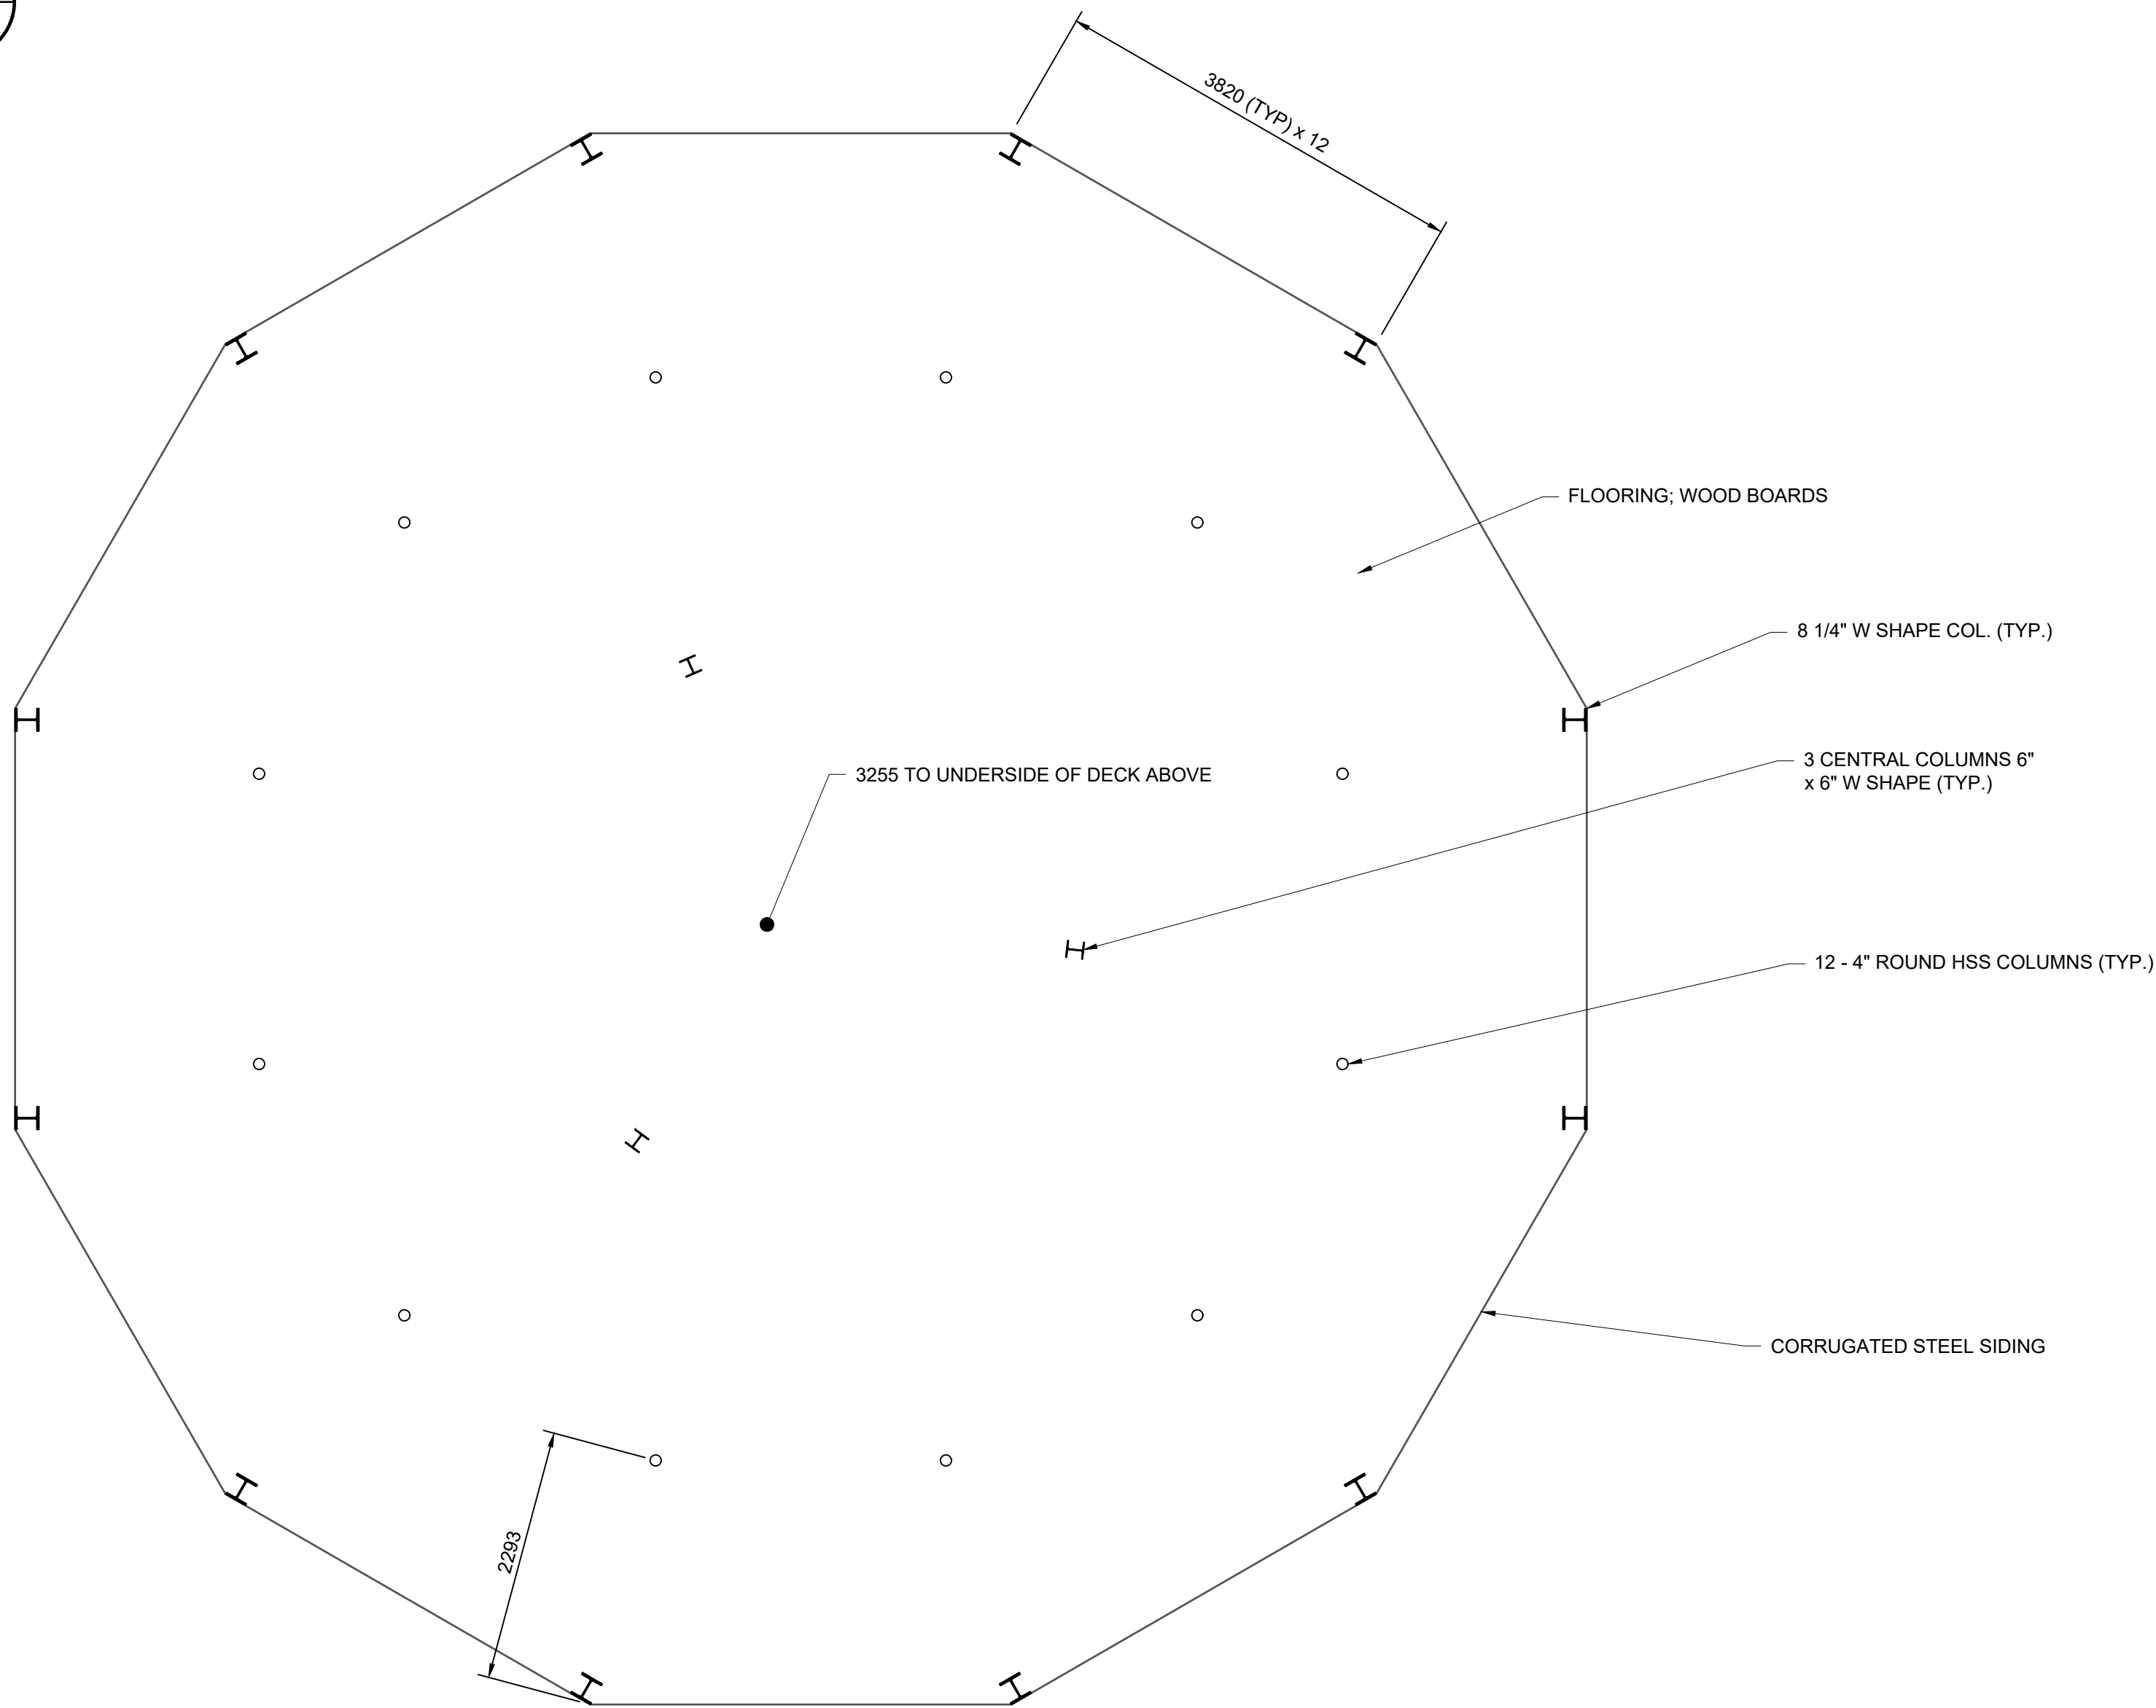 3820 (TYP) x 12
FLOORING; WOOD BOARDS
8 1/4" W SHAPE COL. (TYP.)
3 CENTRAL COLUMNS 6"
x 6" W SHAPE (TYP.)
3255 TO UNDERSIDE OF DECK ABOVE
12 - 4" ROUND HSS COLUMNS (TYP.)
CORRUGATED STEEL SIDING
2293